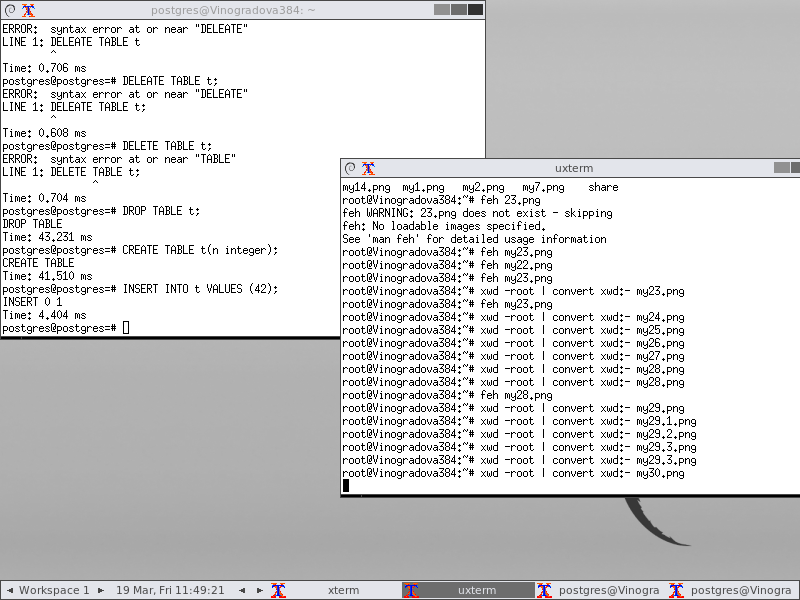 postgres@Vinogradova384: ~
ERROR:  syntax error at or near "DELEATE"
LINE 1: DELEATE TABLE t
^
Time: 0.706 ms
postgres@postgres=# DELEATE TABLE t;
ERROR:  syntax error at or near "DELEATE"
LINE 1: DELEATE TABLE t;
^
Time: 0.608 ms
postgres@postgres=# DELETE TABLE t;
ERROR:  syntax error at or near "TABLE"
LINE 1: DELETE TABLE t;
^
Time: 0.704 ms
postgres@postgres=# DROP TABLE t;
DROP TABLE
Time: 43.231 ms
postgres@postgres=# CREATE TABLE t(n integer);
CREATE TABLE
Time: 41.510 ms
postgres@postgres=# INSERT INTO t VALUES (42);
INSERT 0 1
Time: 4.404 ms
postgres@postgres=#
uxterm
my14.png  my1.png   my2.png   my7.png    share
root@Vinogradova384:~# feh 23.png
feh WARNING: 23.png does not exist - skipping
feh: No loadable images specified.
See 'man feh' for detailed usage information
root@Vinogradova384:~# feh my23.png
root@Vinogradova384:~# feh my22.png
root@Vinogradova384:~# feh my23.png
root@Vinogradova384:~# xwd -root | convert xwd:- my23.png
root@Vinogradova384:~# feh my23.png
root@Vinogradova384:~# xwd -root | convert xwd:- my24.png
root@Vinogradova384:~# xwd -root | convert xwd:- my25.png
root@Vinogradova384:~# xwd -root | convert xwd:- my26.png
root@Vinogradova384:~# xwd -root | convert xwd:- my27.png
root@Vinogradova384:~# xwd -root | convert xwd:- my28.png
root@Vinogradova384:~# xwd -root | convert xwd:- my28.png
root@Vinogradova384:~# feh my28.png
root@Vinogradova384:~# xwd -root | convert xwd:- my29.png
root@Vinogradova384:~# xwd -root | convert xwd:- my29.1.png
root@Vinogradova384:~# xwd -root | convert xwd:- my29.2.png
root@Vinogradova384:~# xwd -root | convert xwd:- my29.3.png
root@Vinogradova384:~# xwd -root | convert xwd:- my29.3.png
root@Vinogradova384:~# xwd -root | convert xwd:- my30.png
Workspace 1 19 Mar, Fri 11:49:21 xterm uxterm postgres@Vinogra postgres@Vinogra